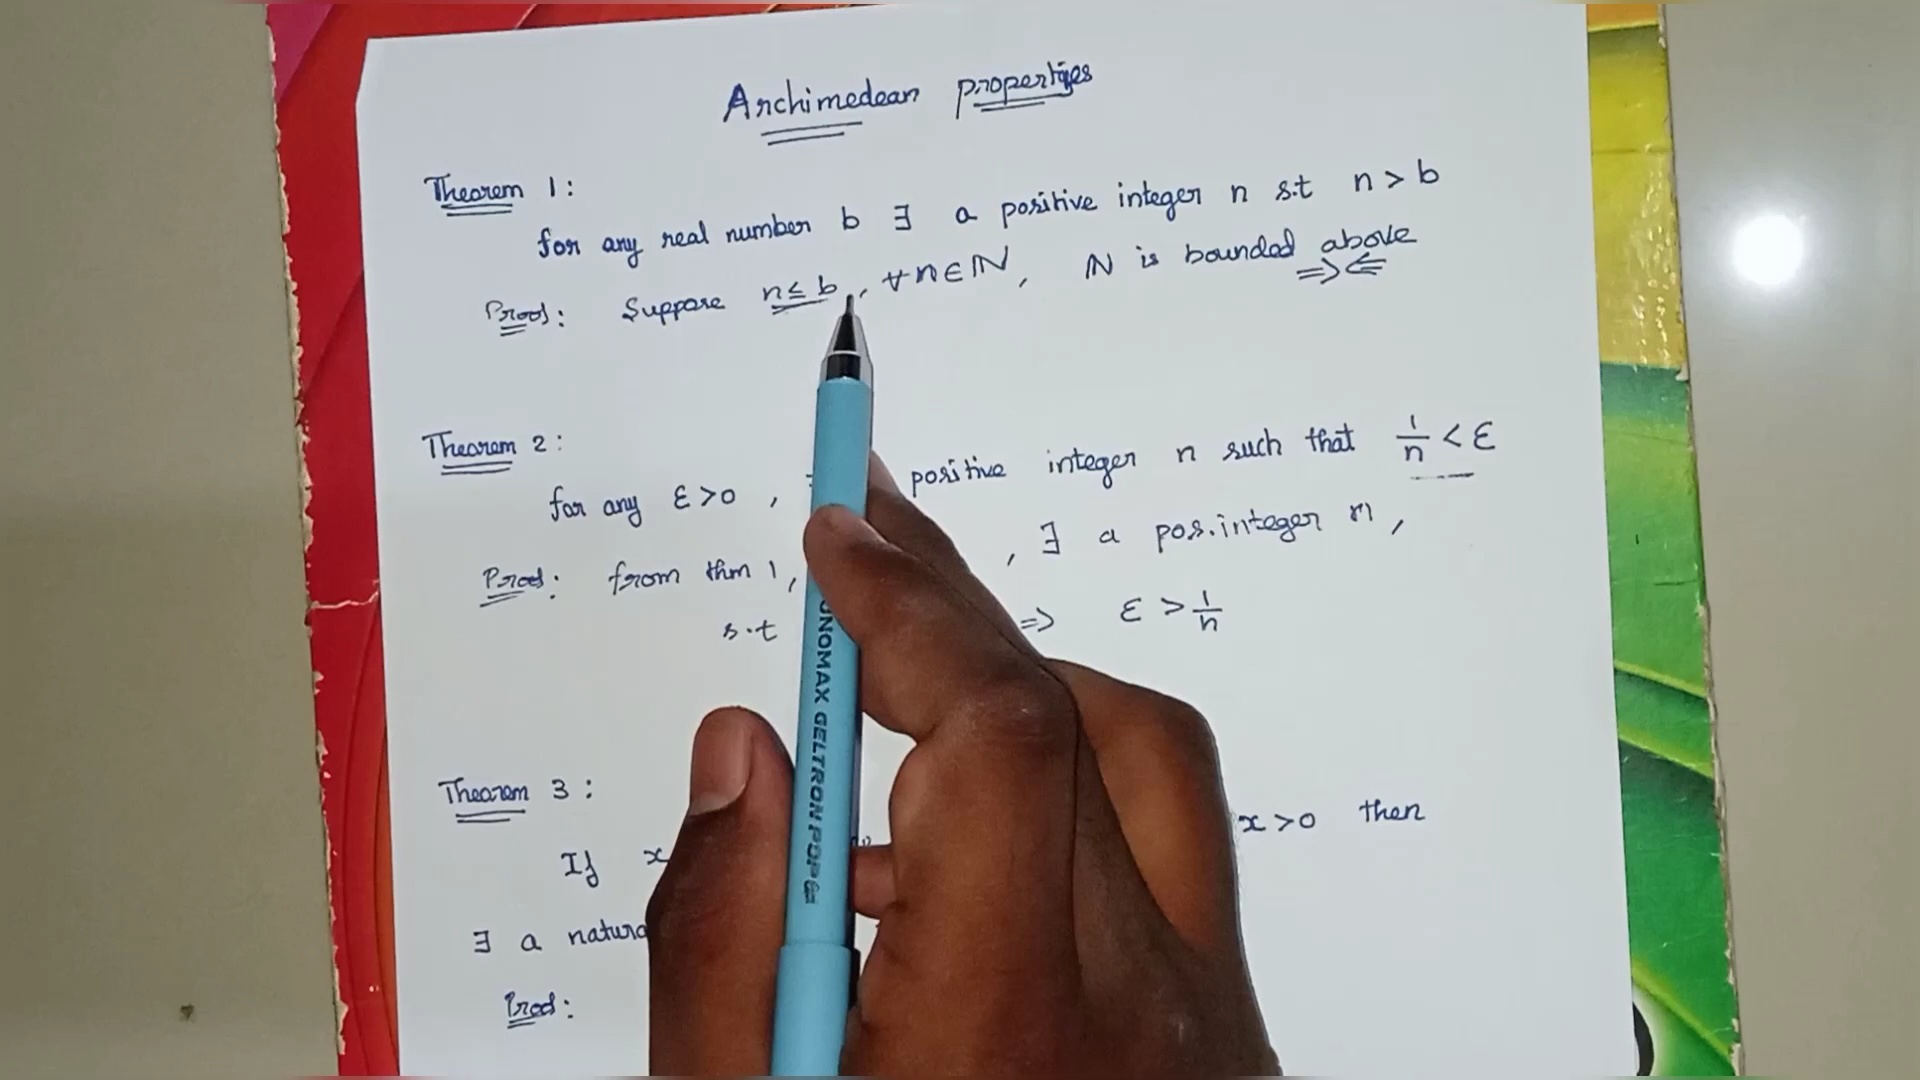 Archimedean properties
Theorem 1:
for any real number b ∃ a positive integer n s.t n > b
Proof: Suppose n ≤ b, ∀ n ∈ ℕ, ℕ is bounded above
⇒⇐
Theorem 2:
for any ε > 0, positive integer n such that 1/n < ε
Proof: from thm 1, , ∃ a pos. integer n,
s.t ⇒ ε > 1/n
Theorem 3:
If x x > 0 then
∃ a
Proof:
UNOMAX GELTRON POP